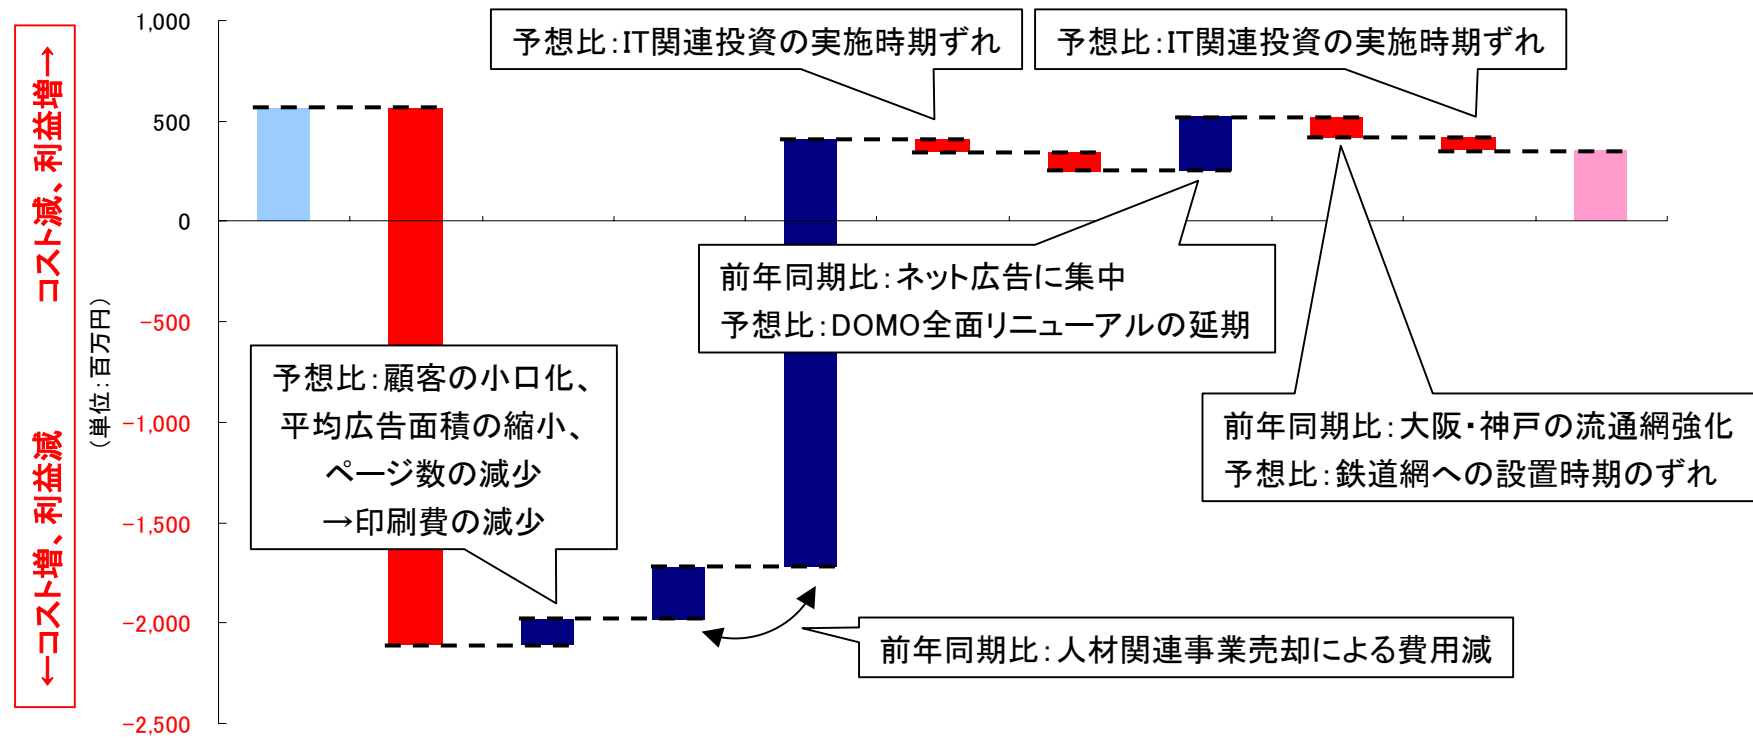 コスト減、利益増→
←コスト増、利益減
(単位:百万円)
1,000
500
0
-500
-1,000
-1,500
-2,000
-2,500
予想比:IT関連投資の実施時期ずれ
予想比:IT関連投資の実施時期ずれ
前年同期比:ネット広告に集中
予想比:DOMO全面リニューアルの延期
予想比:顧客の小口化、
平均広告面積の縮小、
ページ数の減少
→印刷費の減少
前年同期比:大阪・神戸の流通網強化
予想比:鉄道網への設置時期のずれ
前年同期比:人材関連事業売却による費用減